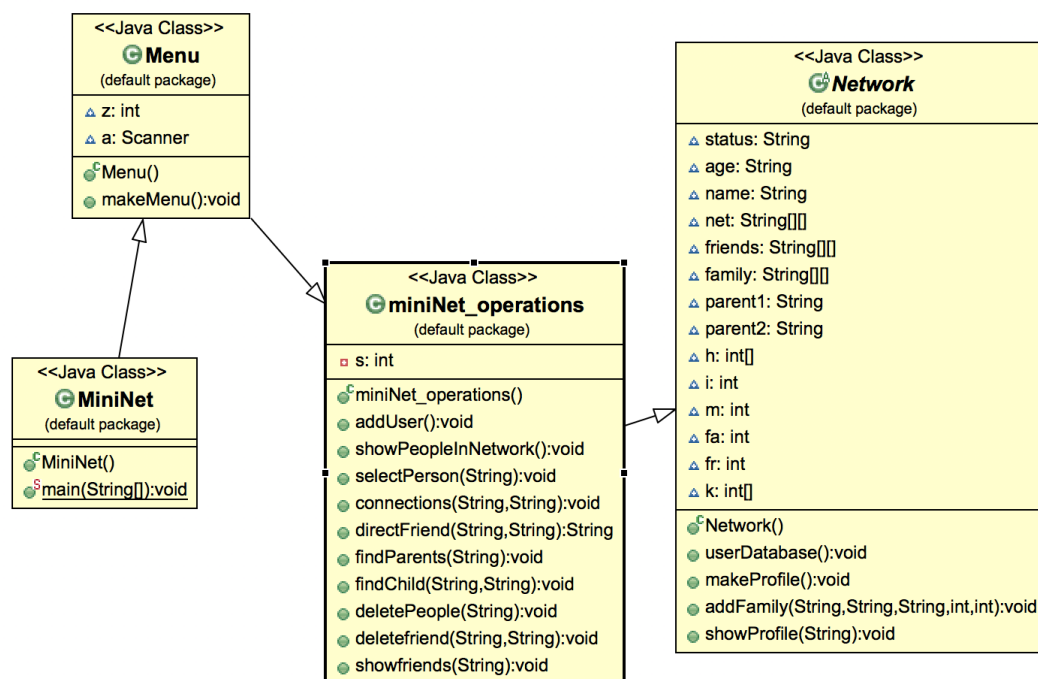 <<Java Class>>
Menu
(default package)
z: int
a: Scanner
Menu()
makeMenu():void
<<Java Class>>
MiniNet
(default package)
MiniNet()
main(String[]):void
<<Java Class>>
miniNet_operations
(default package)
s: int
miniNet_operations()
addUser():void
showPeopleInNetwork():void
selectPerson(String):void
connections(String,String):void
directFriend(String,String):String
findParents(String):void
findChild(String,String):void
deletePeople(String):void
deletefriend(String,String):void
showfriends(String):void
<<Java Class>>
Network
(default package)
status: String
age: String
name: String
net: String[][]
friends: String[][]
family: String[][]
parent1: String
parent2: String
h: int[]
i: int
m: int
fa: int
fr: int
k: int[]
Network()
userDatabase():void
makeProfile():void
addFamily(String,String,String,int,int):void
showProfile(String):void